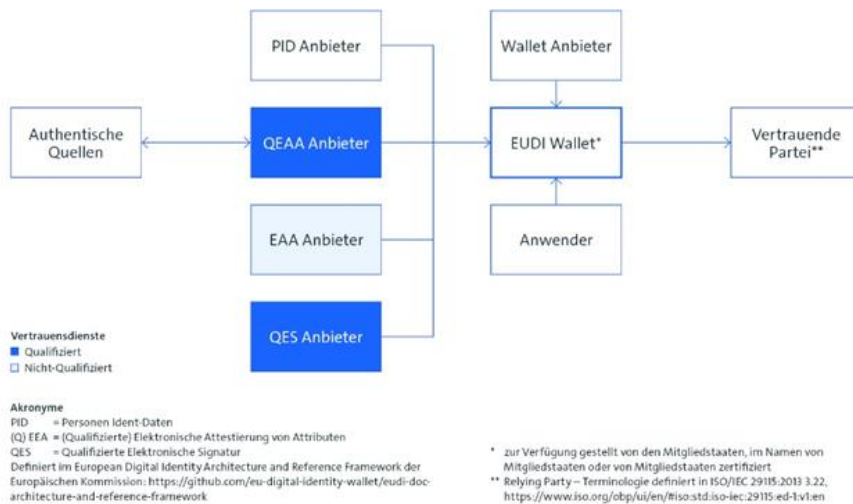 PID Anbieter
Wallet Anbieter
Authentische
Quellen
QEAA Anbieter
EUDI Wallet*
Vertrauende
Partei**
EAA Anbieter
Anwender
QES Anbieter
Vertrauensdienste
Qualifiziert
Nicht-Qualifiziert
Akronyme
PID = Personen Ident-Daten
(Q) EEA = (Qualifizierte) Elektronische Attestierung von Attributen
QES = Qualifizierte Elektronische Signatur
Definiert im European Digital Identity Architecture and Reference Framework der
Europäischen Kommission: https://github.com/eu-digital-identity-wallet/eudi-doc-
architecture-and-reference-framework
* zur Verfügung gestellt von den Mitgliedstaaten, im Namen von
Mitgliedstaaten oder von Mitgliedstaaten zertifiziert
** Relying Party – Terminologie definiert in ISO/IEC 29115:2013 3.22,
https://www.iso.org/obp/ui/en/#iso:std:iso-iec:29115:ed-1:v1:en